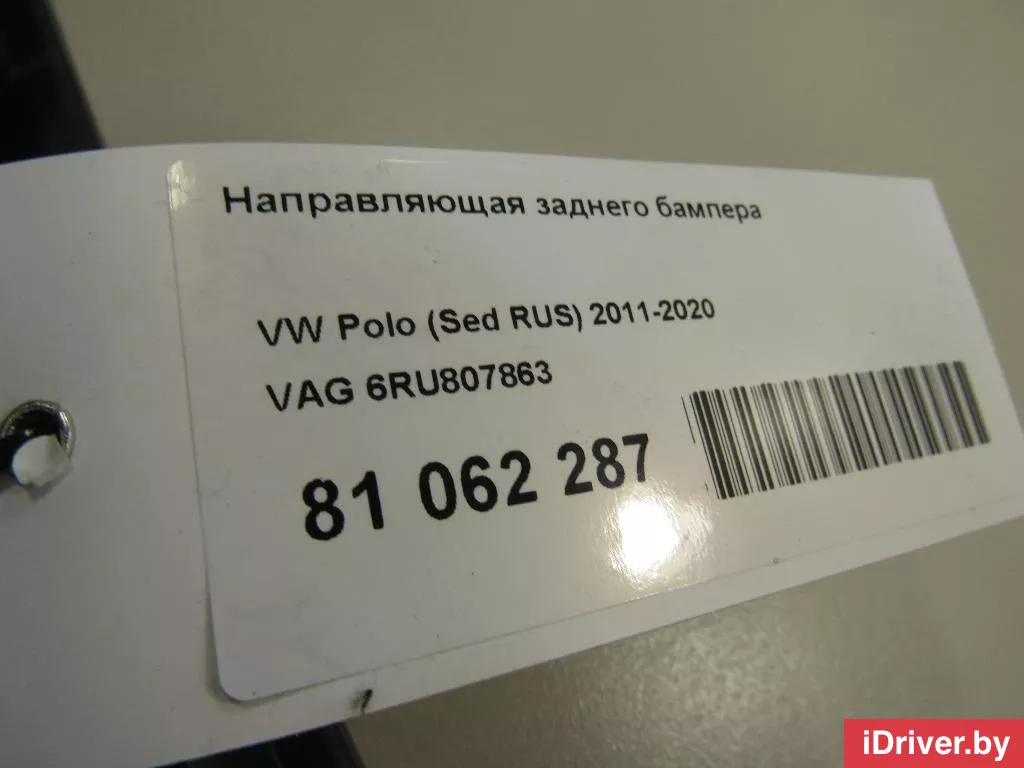 Направляющая заднего бампера
VW Polo (Sed RUS) 2011-2020
VAG 6RU807863
81 062 287
iDriver.by